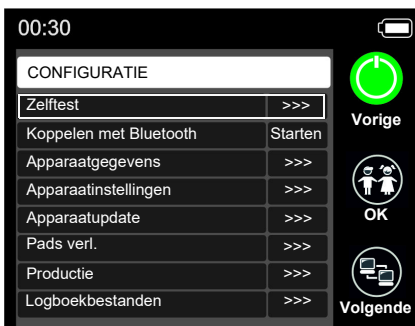 00:30
CONFIGURATIE
Zelftest >>>
Koppelen met Bluetooth Starten
Apparaatgegevens >>>
Apparaatinstellingen >>>
Apparaatupdate >>>
Pads verl. >>>
Productie >>>
Logboekbestanden >>>
Vorige
OK
Volgende